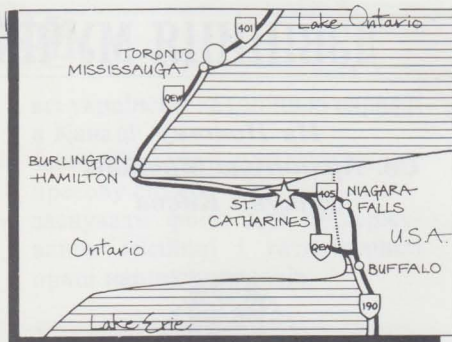 Lake Ontario
401
TORONTO
MISSISSAUGA
QEW
BURLINGTON
HAMILTON
ST.
CATHARINES
405
NIAGARA
FALLS
QEW
U.S.A.
Ontario
BUFFALO
190
Lake Erie